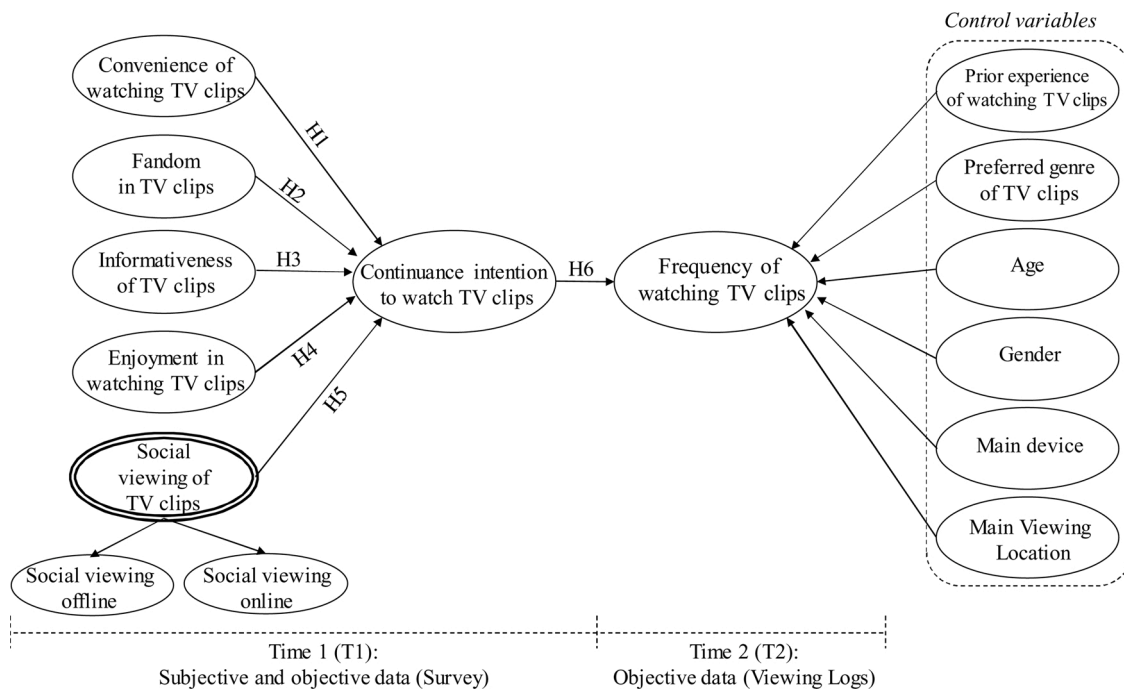 Control variables
Convenience of
watching TV clips
Fandom
in TV clips
Informativeness
of TV clips
Enjoyment in
watching TV clips
Social
viewing of
TV clips
Social viewing
offline
Social viewing
online
H1
H2
H3
H4
H5
Continuance intention
to watch TV clips
H6
Frequency of
watching TV clips
Prior experience
of watching TV clips
Preferred genre
of TV clips
Age
Gender
Main device
Main Viewing
Location
Time 1 (T1):
Subjective and objective data (Survey)
Time 2 (T2):
Objective data (Viewing Logs)